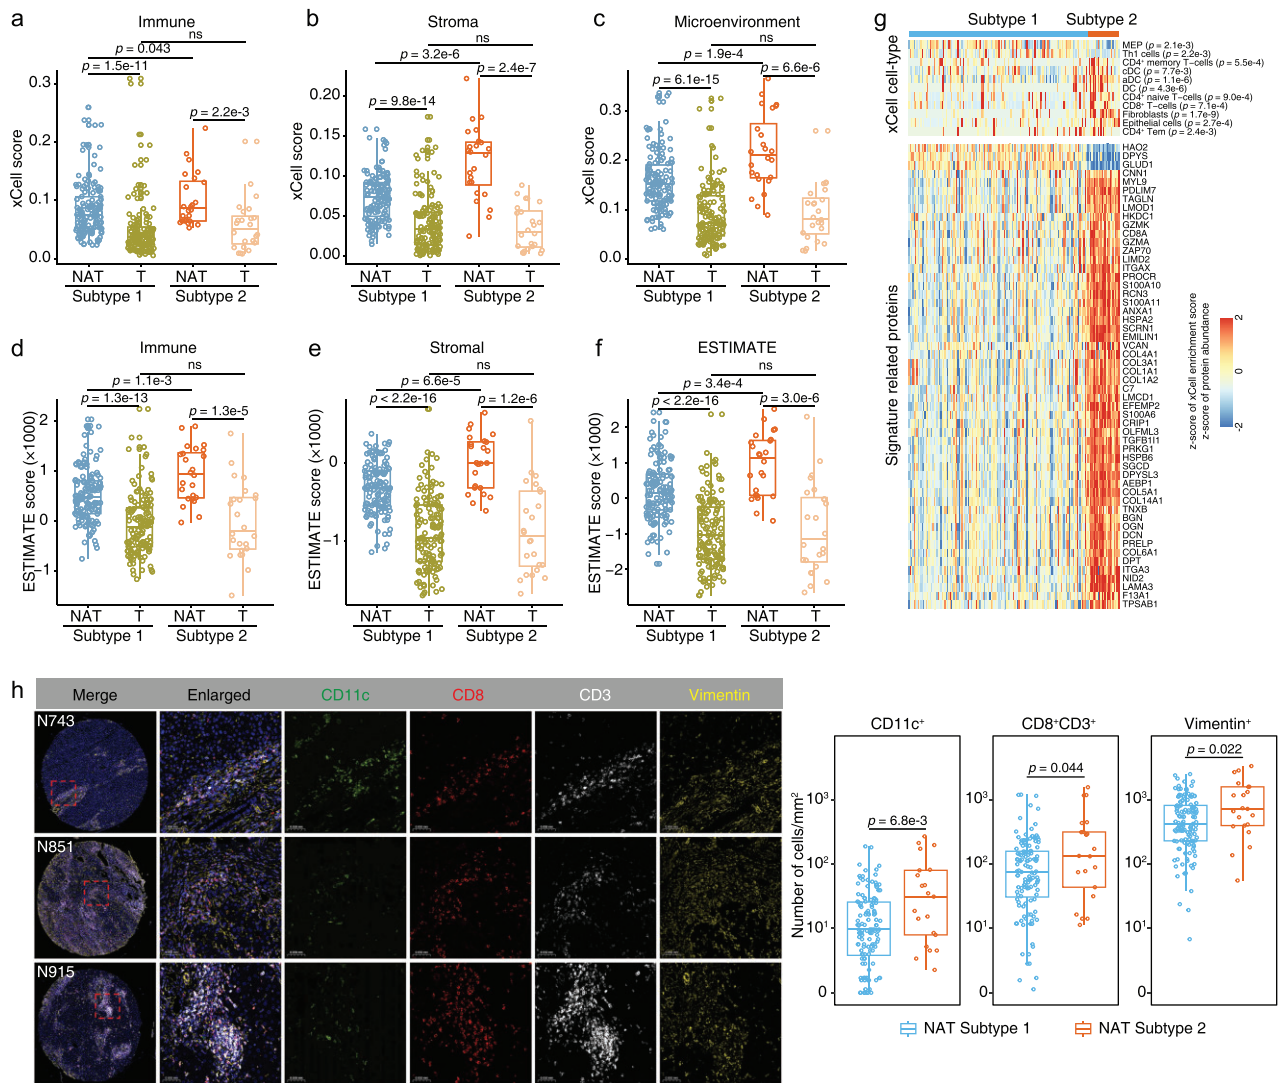 a
Immune
ns
p = 0.043
p = 1.5e-11
p = 2.2e-3
xCell score
0.3
0.2
0.1
0.0
NAT T NAT T
Subtype 1 Subtype 2
b
Stroma
ns
p = 3.2e-6
p = 2.4e-7
p = 9.8e-14
xCell score
0.20
0.15
0.10
0.05
0.00
NAT T NAT T
Subtype 1 Subtype 2
c
Microenvironment
ns
p = 1.9e-4
p = 6.6e-6
p = 6.1e-15
xCell score
0.3
0.2
0.1
0.0
NAT T NAT T
Subtype 1 Subtype 2
d
Immune
ns
p = 1.1e-3
p = 1.3e-13
p = 1.3e-5
ESTIMATE score (×1000)
2
1
0
−1
NAT T NAT T
Subtype 1 Subtype 2
e
Stromal
ns
p = 6.6e-5
p < 2.2e-16
p = 1.2e-6
ESTIMATE score (×1000)
0
−1
NAT T NAT T
Subtype 1 Subtype 2
f
ESTIMATE
ns
p = 3.4e-4
p <2.2e-16
p = 3.0e-6
ESTIMATE score (×1000)
2
1
0
−1
−2
NAT T NAT T
Subtype 1 Subtype 2
g
Subtype 1 Subtype 2
xCell cell-type
MEP (p = 2.1e-3)
Th1 cells (p = 2.2e-3)
CD4⁺ memory T−cells (p = 5.5e-4)
cDC (p = 7.7e-3)
aDC (p = 1.1e-6)
DC (p = 4.3e-6)
CD4⁺ naive T−cells (p = 9.0e-4)
CD8⁺ T−cells (p = 7.1e-4)
Fibroblasts (p = 1.7e-9)
Epithelial cells (p = 2.7e-4)
CD4⁺ Tem (p = 2.4e-3)
Signature related proteins
HAO2
DPYS
GLUD1
CNN1
MYL9
PDLIM7
TAGLN
LMOD1
HKDC1
GZMK
CD8A
GZMA
ZAP70
LIMD2
ITGAX
PROCR
S100A10
RCN3
S100A11
ANXA1
HSPA2
SCRN1
EMILIN1
VCAN
COL4A1
COL3A1
COL1A1
COL1A2
C7
LMCD1
EFEMP2
S100A6
CRIP1
OLFML3
TGFB1I1
PRKG1
HSPB6
SGCD
DPYSL3
AEBP1
COL5A1
COL14A1
TNXB
BGN
OGN
DCN
PRELP
COL6A1
DPT
ITGA3
NID2
LAMA3
F13A1
TPSAB1
z-score of xCell enrichment score
z-score of protein abundance
2
0
-2
h
Merge Enlarged CD11c CD8 CD3 Vimentin
N743
N851
N915
Number of cells/mm²
CD11c⁺
p = 6.8e-3
10³
10²
10¹
0
CD8⁺CD3⁺
p = 0.044
10³
10²
10¹
0
Vimentin⁺
p = 0.022
10³
10²
10¹
0
NAT Subtype 1 NAT Subtype 2